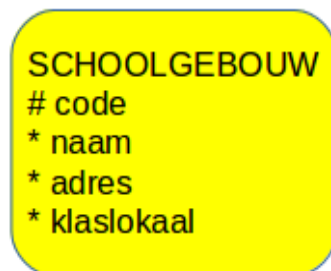 SCHOOLGEBOUW
# code
* naam
* adres
* klaslokaal